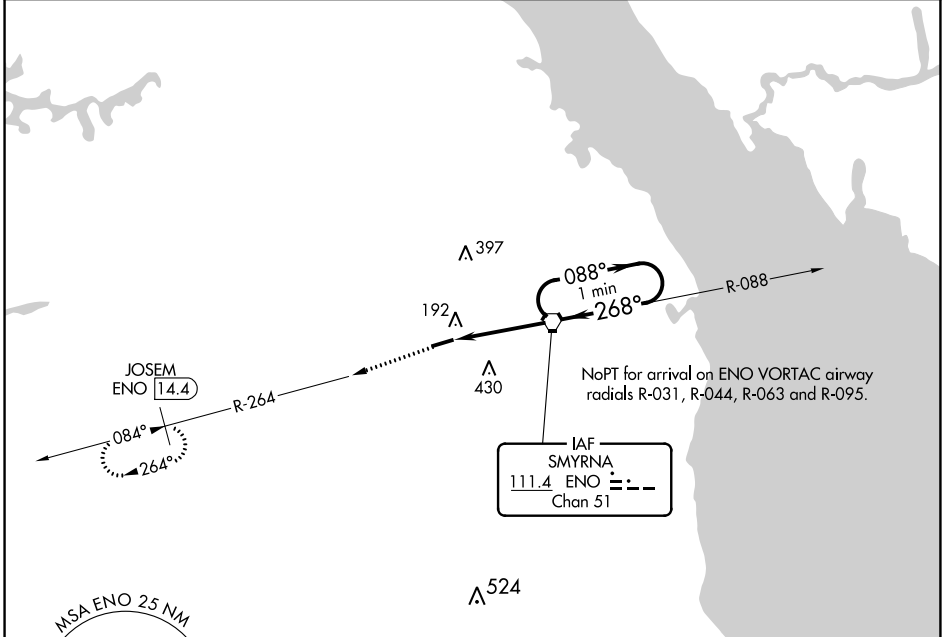 397
088°
1 min
268°
R-088
192
430
NoPT for arrival on ENO VORTAC airway
radials R-031, R-044, R-063 and R-095.
JOSEM
ENO 14.4
R-264
084°
264°
IAF
SMYRNA
111.4 ENO
Chan 51
524
MSA ENO 25 NM